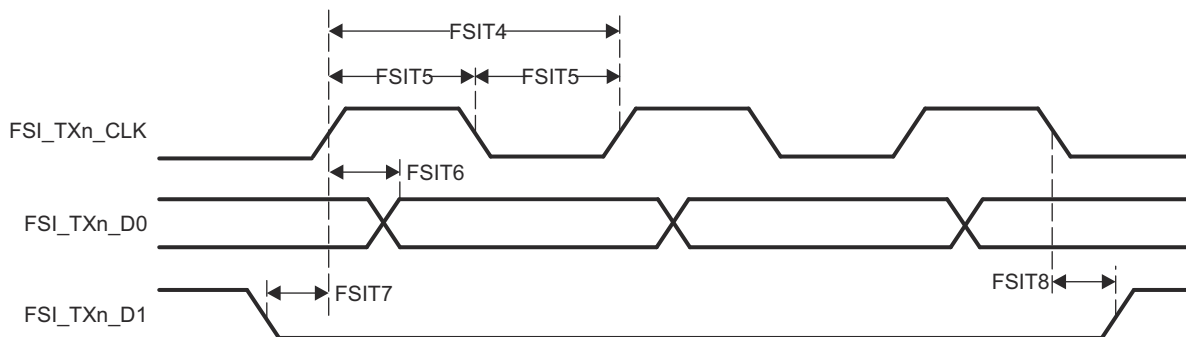 FSIT4
FSIT5 FSIT5
FSI_TXn_CLK
FSIT6
FSI_TXn_D0
FSIT7 FSIT8
FSI_TXn_D1